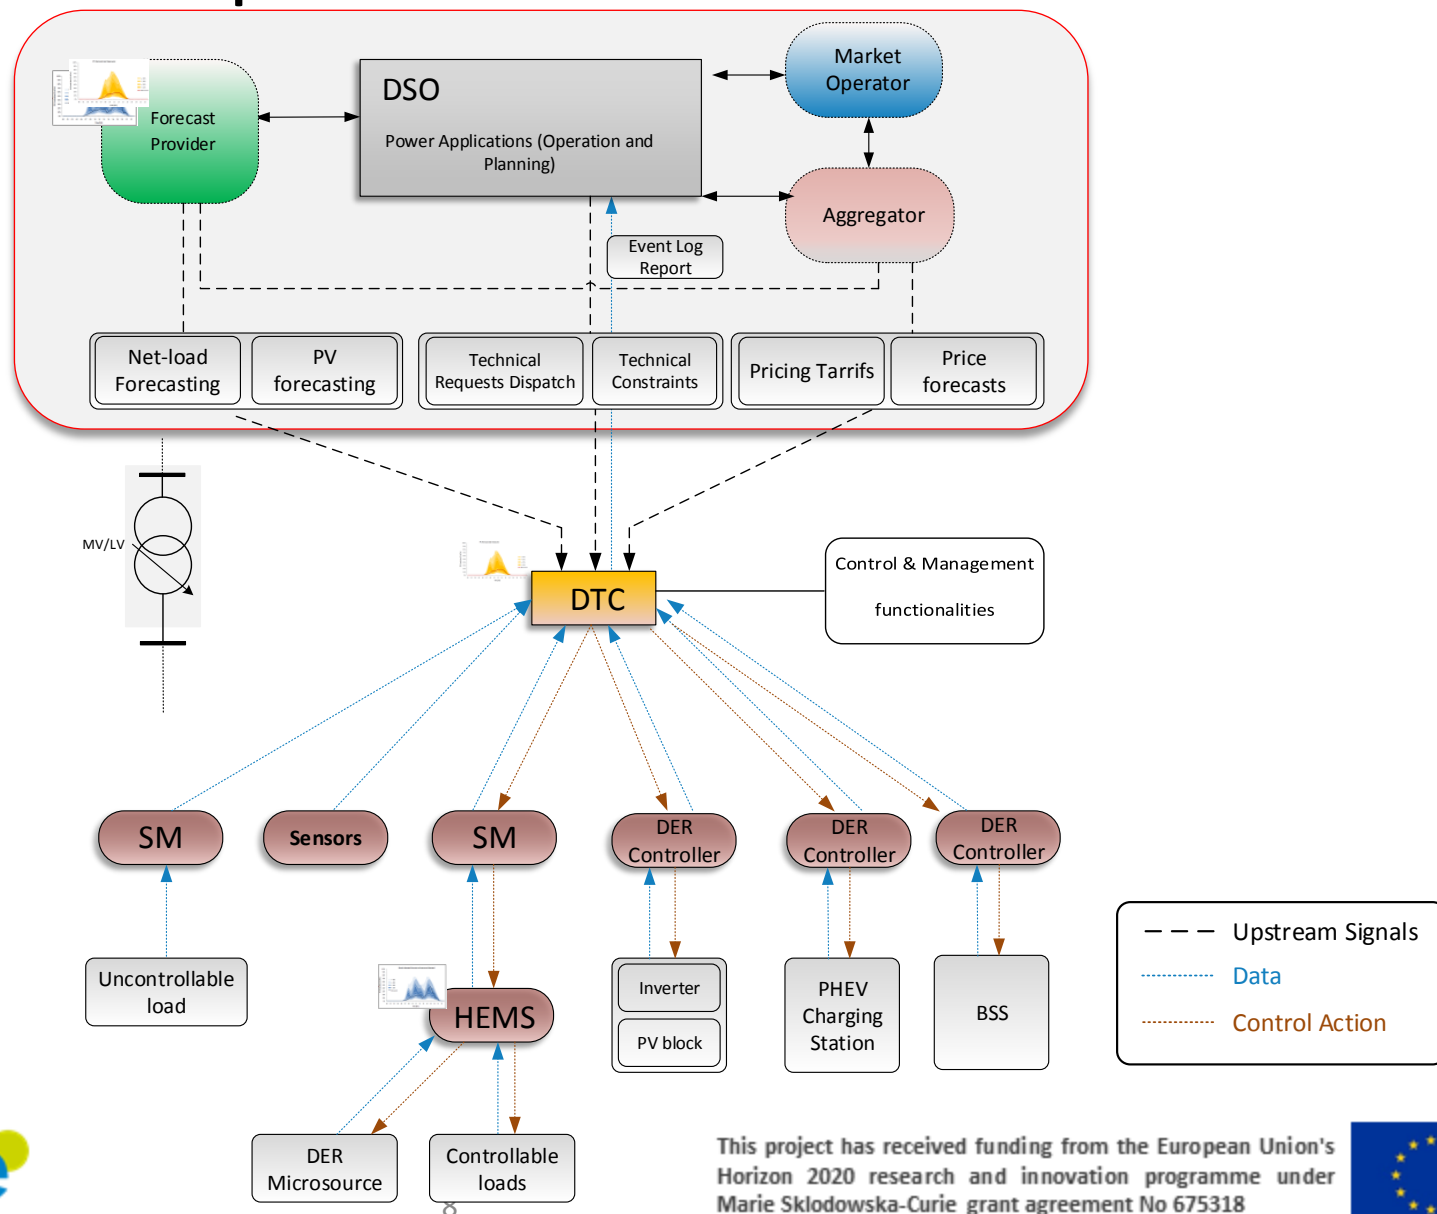 Market
Operator
DSO
Power Applications (Operation and
Planning)
Forecast
Provider
Aggregator
Event Log
Report
Net-load
Forecasting
PV
forecasting
Technical
Requests Dispatch
Technical
Constraints
Pricing Tarrifs
Price
forecasts
MV/LV
DTC
Control & Management
functionalities
SM
Sensors
SM
DER
Controller
DER
Controller
DER
Controller
Uncontrollable
load
HEMS
Inverter
PV block
PHEV
Charging
Station
BSS
Upstream Signals
Data
Control Action
DER
Microsource
Controllable
loads
This project has received funding from the European Union's
Horizon 2020 research and innovation programme under
Marie Sklodowska-Curie grant agreement No 675318